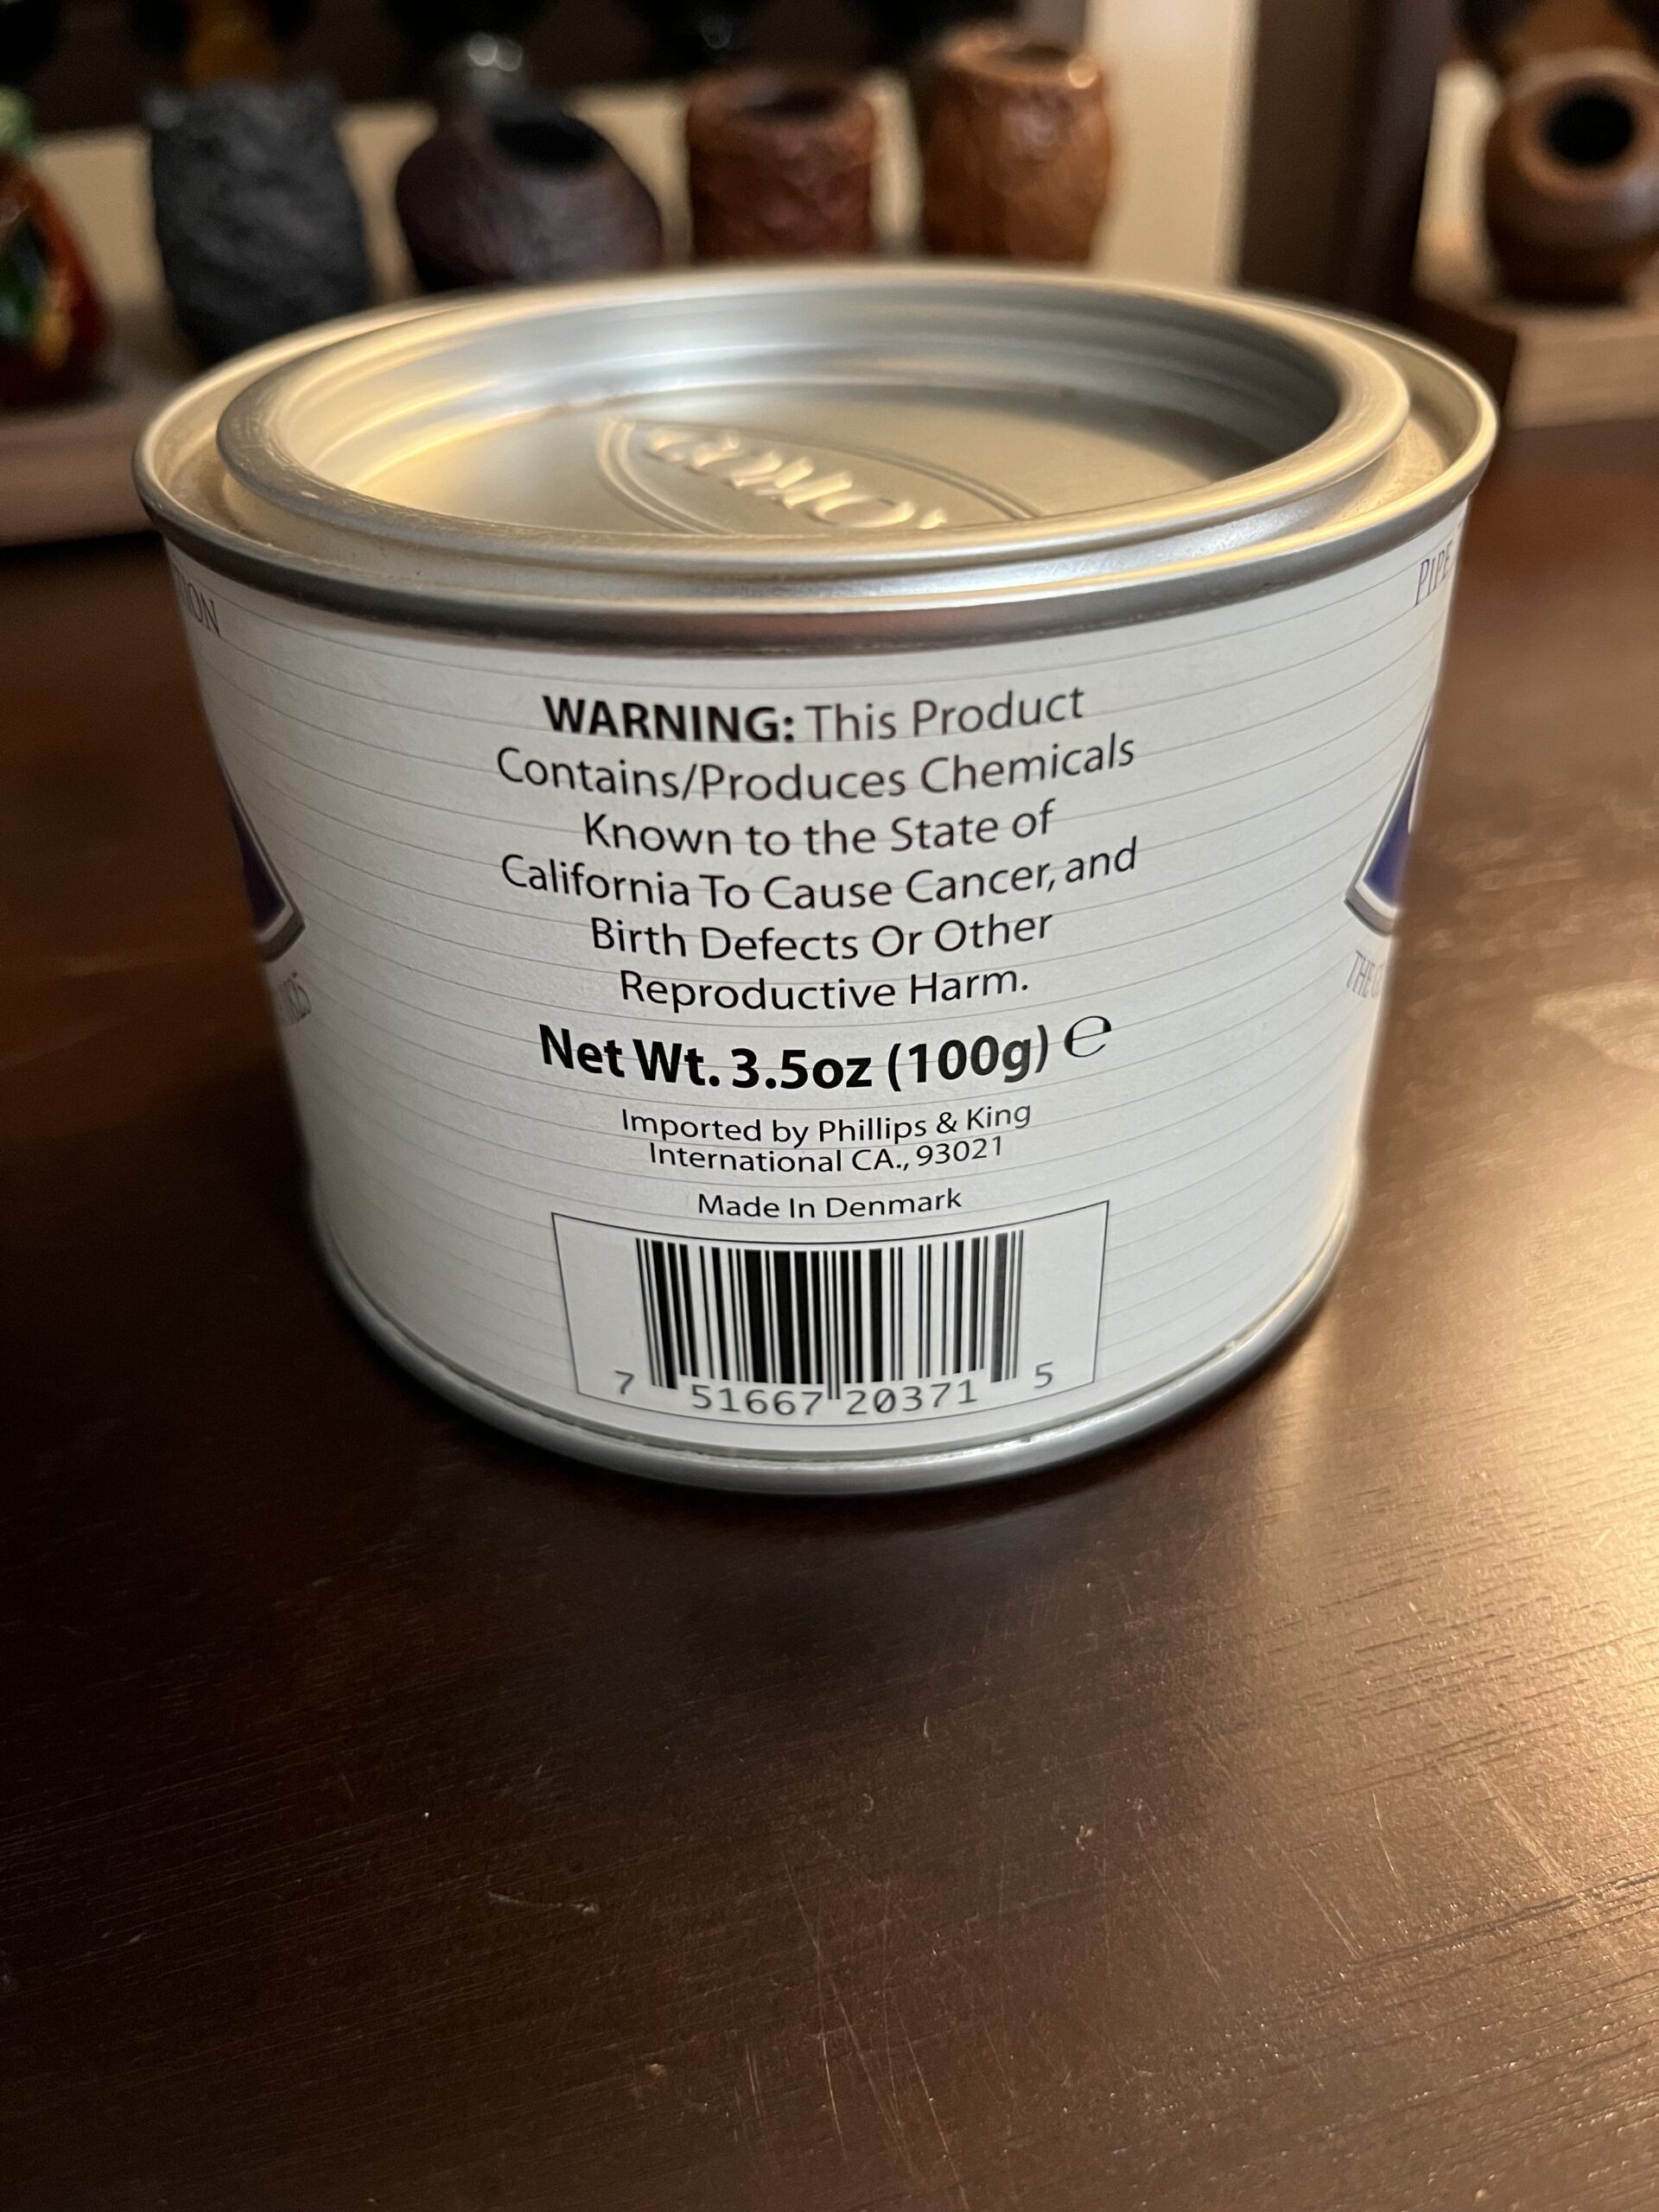 COMOY
PIPE
WARNING: This Product
Contains/Produces Chemicals
Known to the State of
California To Cause Cancer, and
Birth Defects Or Other
Reproductive Harm.
Net Wt. 3.5oz (100g) ℮
Imported by Phillips & King
International CA., 93021
Made In Denmark
7 51667 20371 5